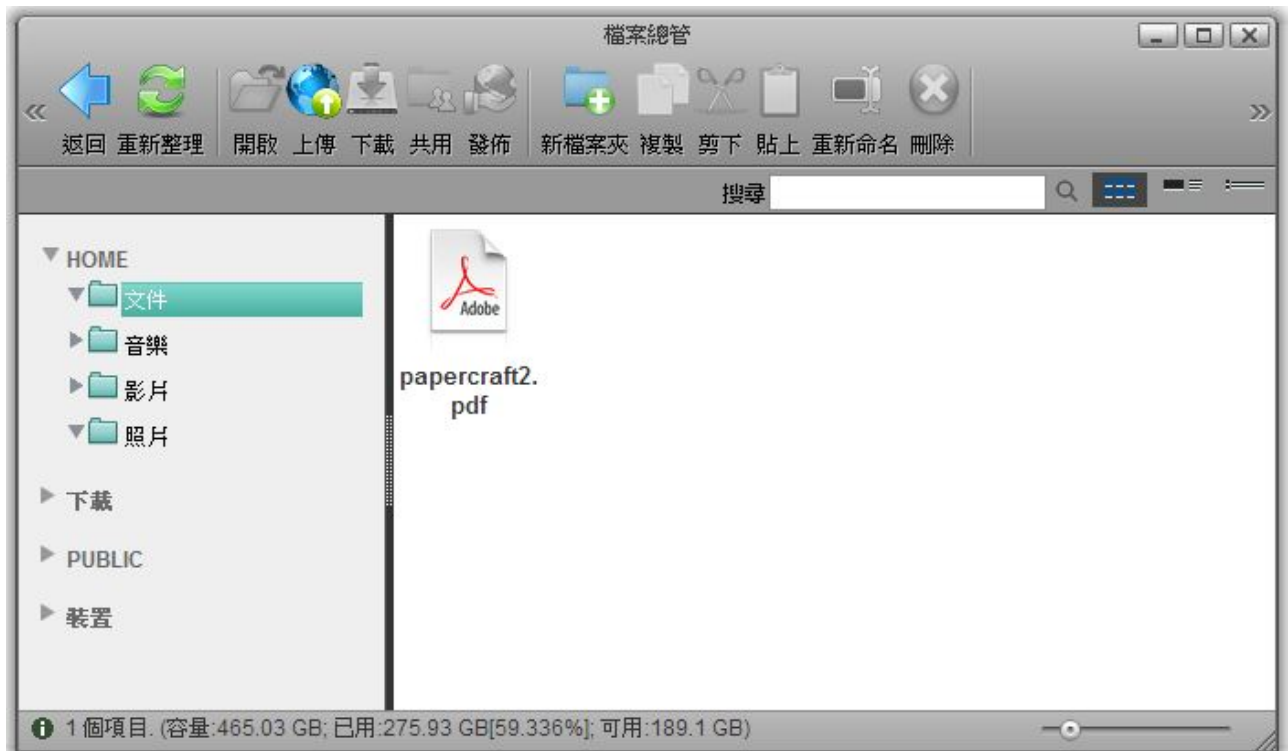 檔案總管
返回 重新整理 開啟 上傳 下載 共用 發佈 新檔案夾 複製 剪下 貼上 重新命名 刪除
搜尋
HOME
文件
音樂
影片
照片
下載
PUBLIC
裝置
Adobe
papercraft2.
pdf
1 個項目. (容量:465.03 GB; 已用:275.93 GB[59.336%]; 可用:189.1 GB)